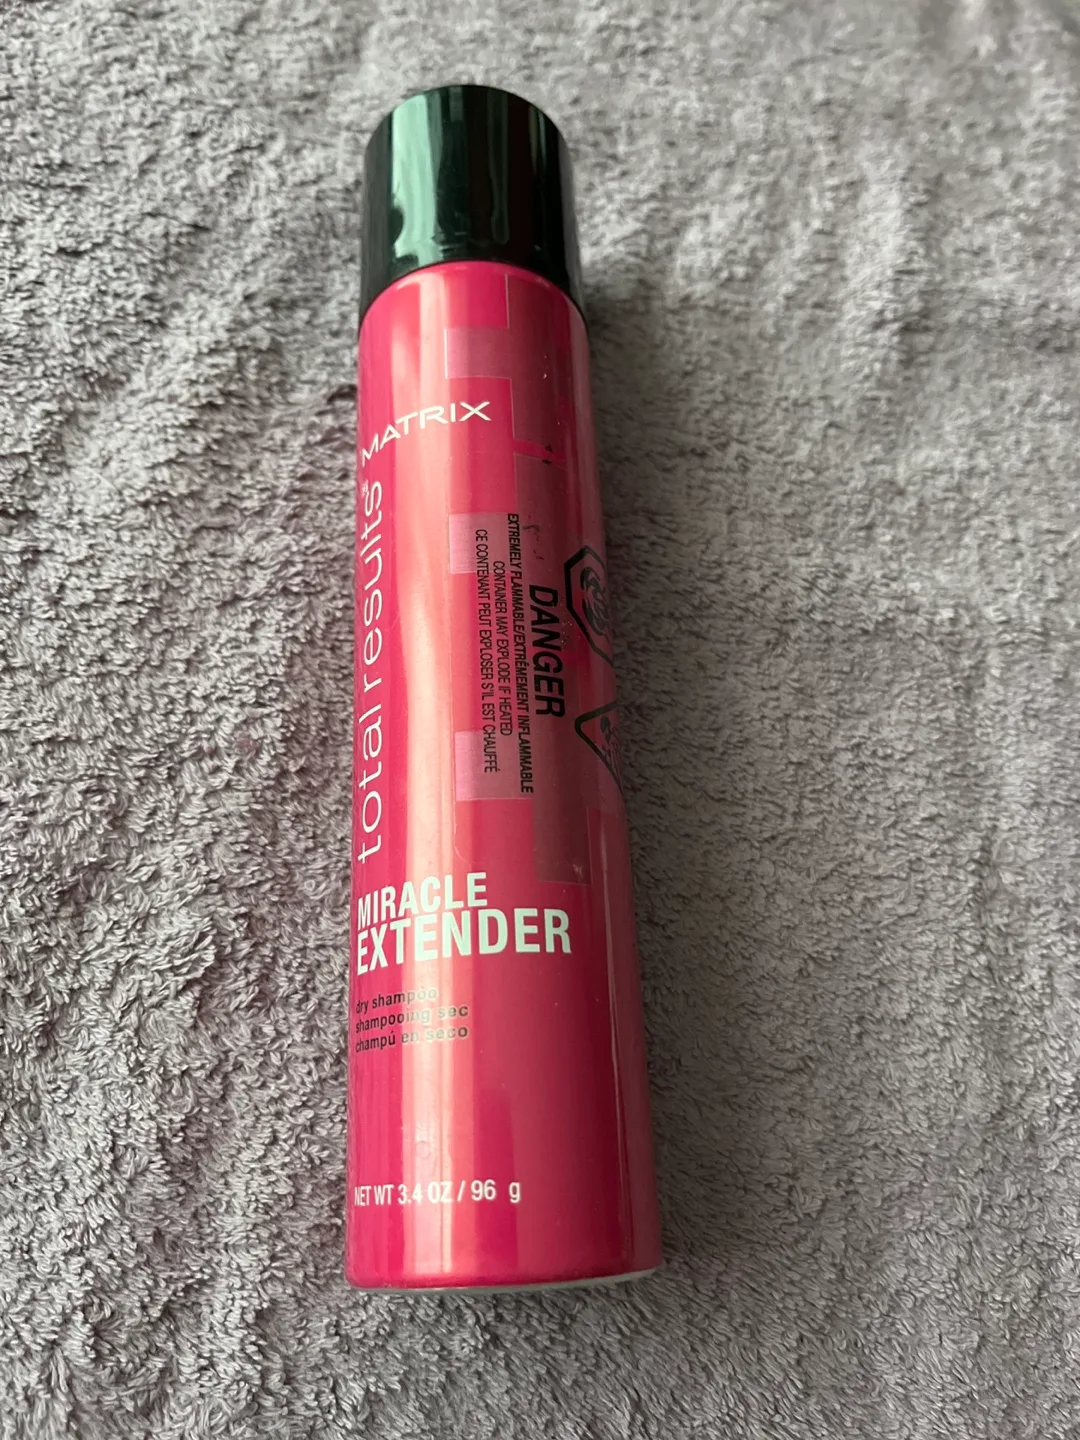 MATRIX
total results
DANGER
EXTREMELY FLAMMABLE/EXTRÊMEMENT INFLAMMABLE
CONTAINER MAY EXPLODE IF HEATED
CE CONTENANT PEUT EXPLOSER S'IL EST CHAUFFÉ
MIRACLE
EXTENDER
dry shampoo
shampooing sec
champú en seco
NET WT 3.4 OZ / 96 g